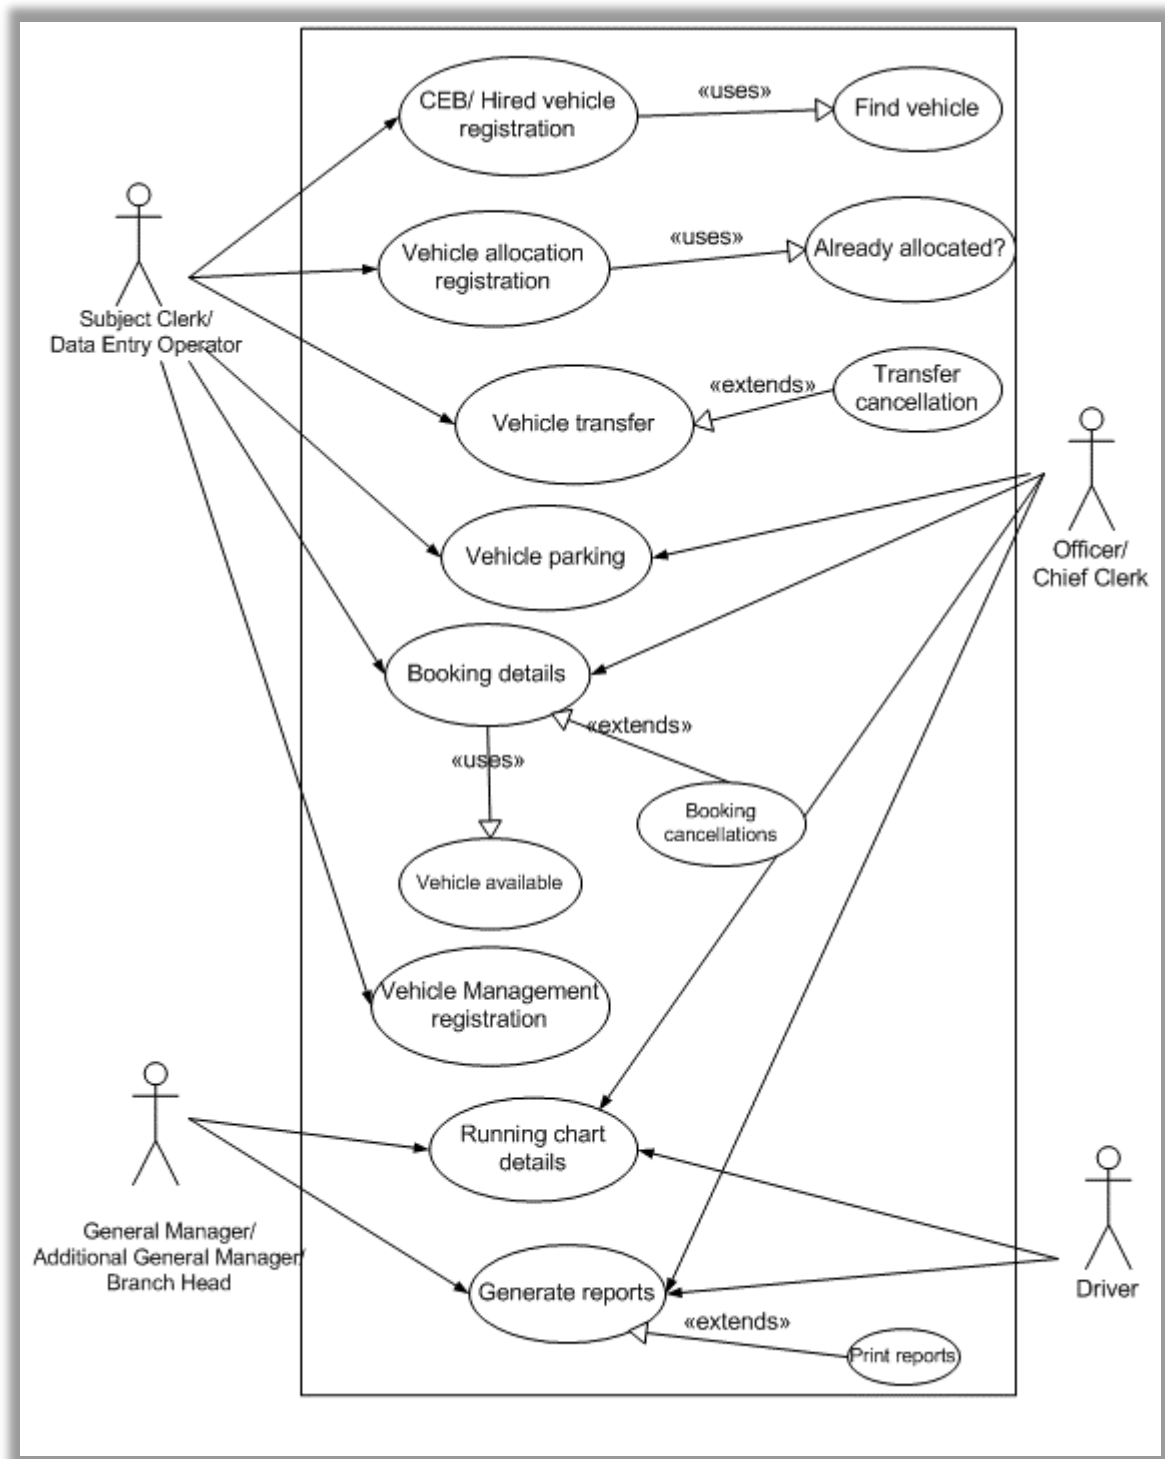 CEB/ Hired vehicle
registration
«uses»
Find vehicle
Vehicle allocation
registration
«uses»
Already allocated?
Subject Clerk/
Data Entry Operator
Vehicle transfer
«extends»
Transfer
cancellation
Vehicle parking
Officer/
Chief Clerk
Booking details
«extends»
«uses»
Booking
cancellations
Vehicle available
Vehicle Management
registration
Running chart
details
General Manager/
Additional General Manager/
Branch Head
Driver
Generate reports
«extends»
Print reports